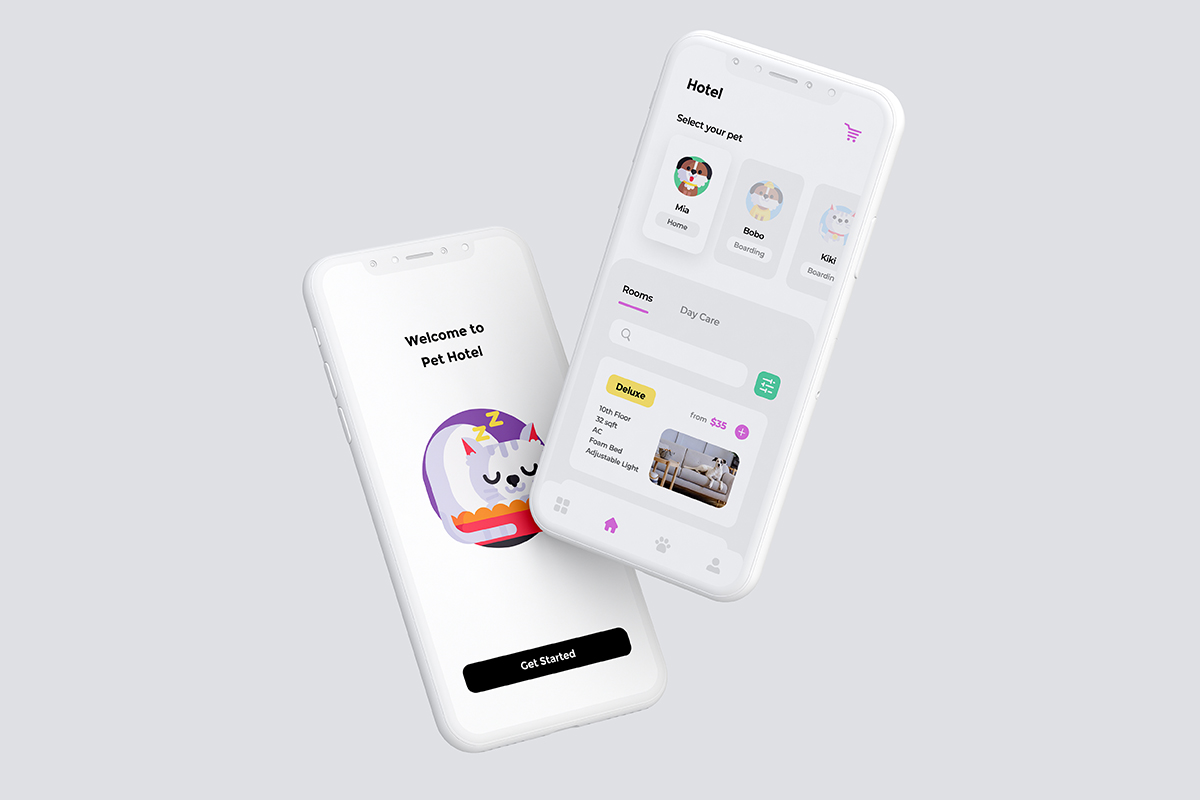 Welcome to
Pet Hotel
Z
Z
Get Started
Hotel
Select your pet
Mia
Home
Bobo
Boarding
Kiki
Boardin
Rooms
Day Care
Deluxe
from $35
10th Floor
32 sqft
AC
Foam Bed
Adjustable Light